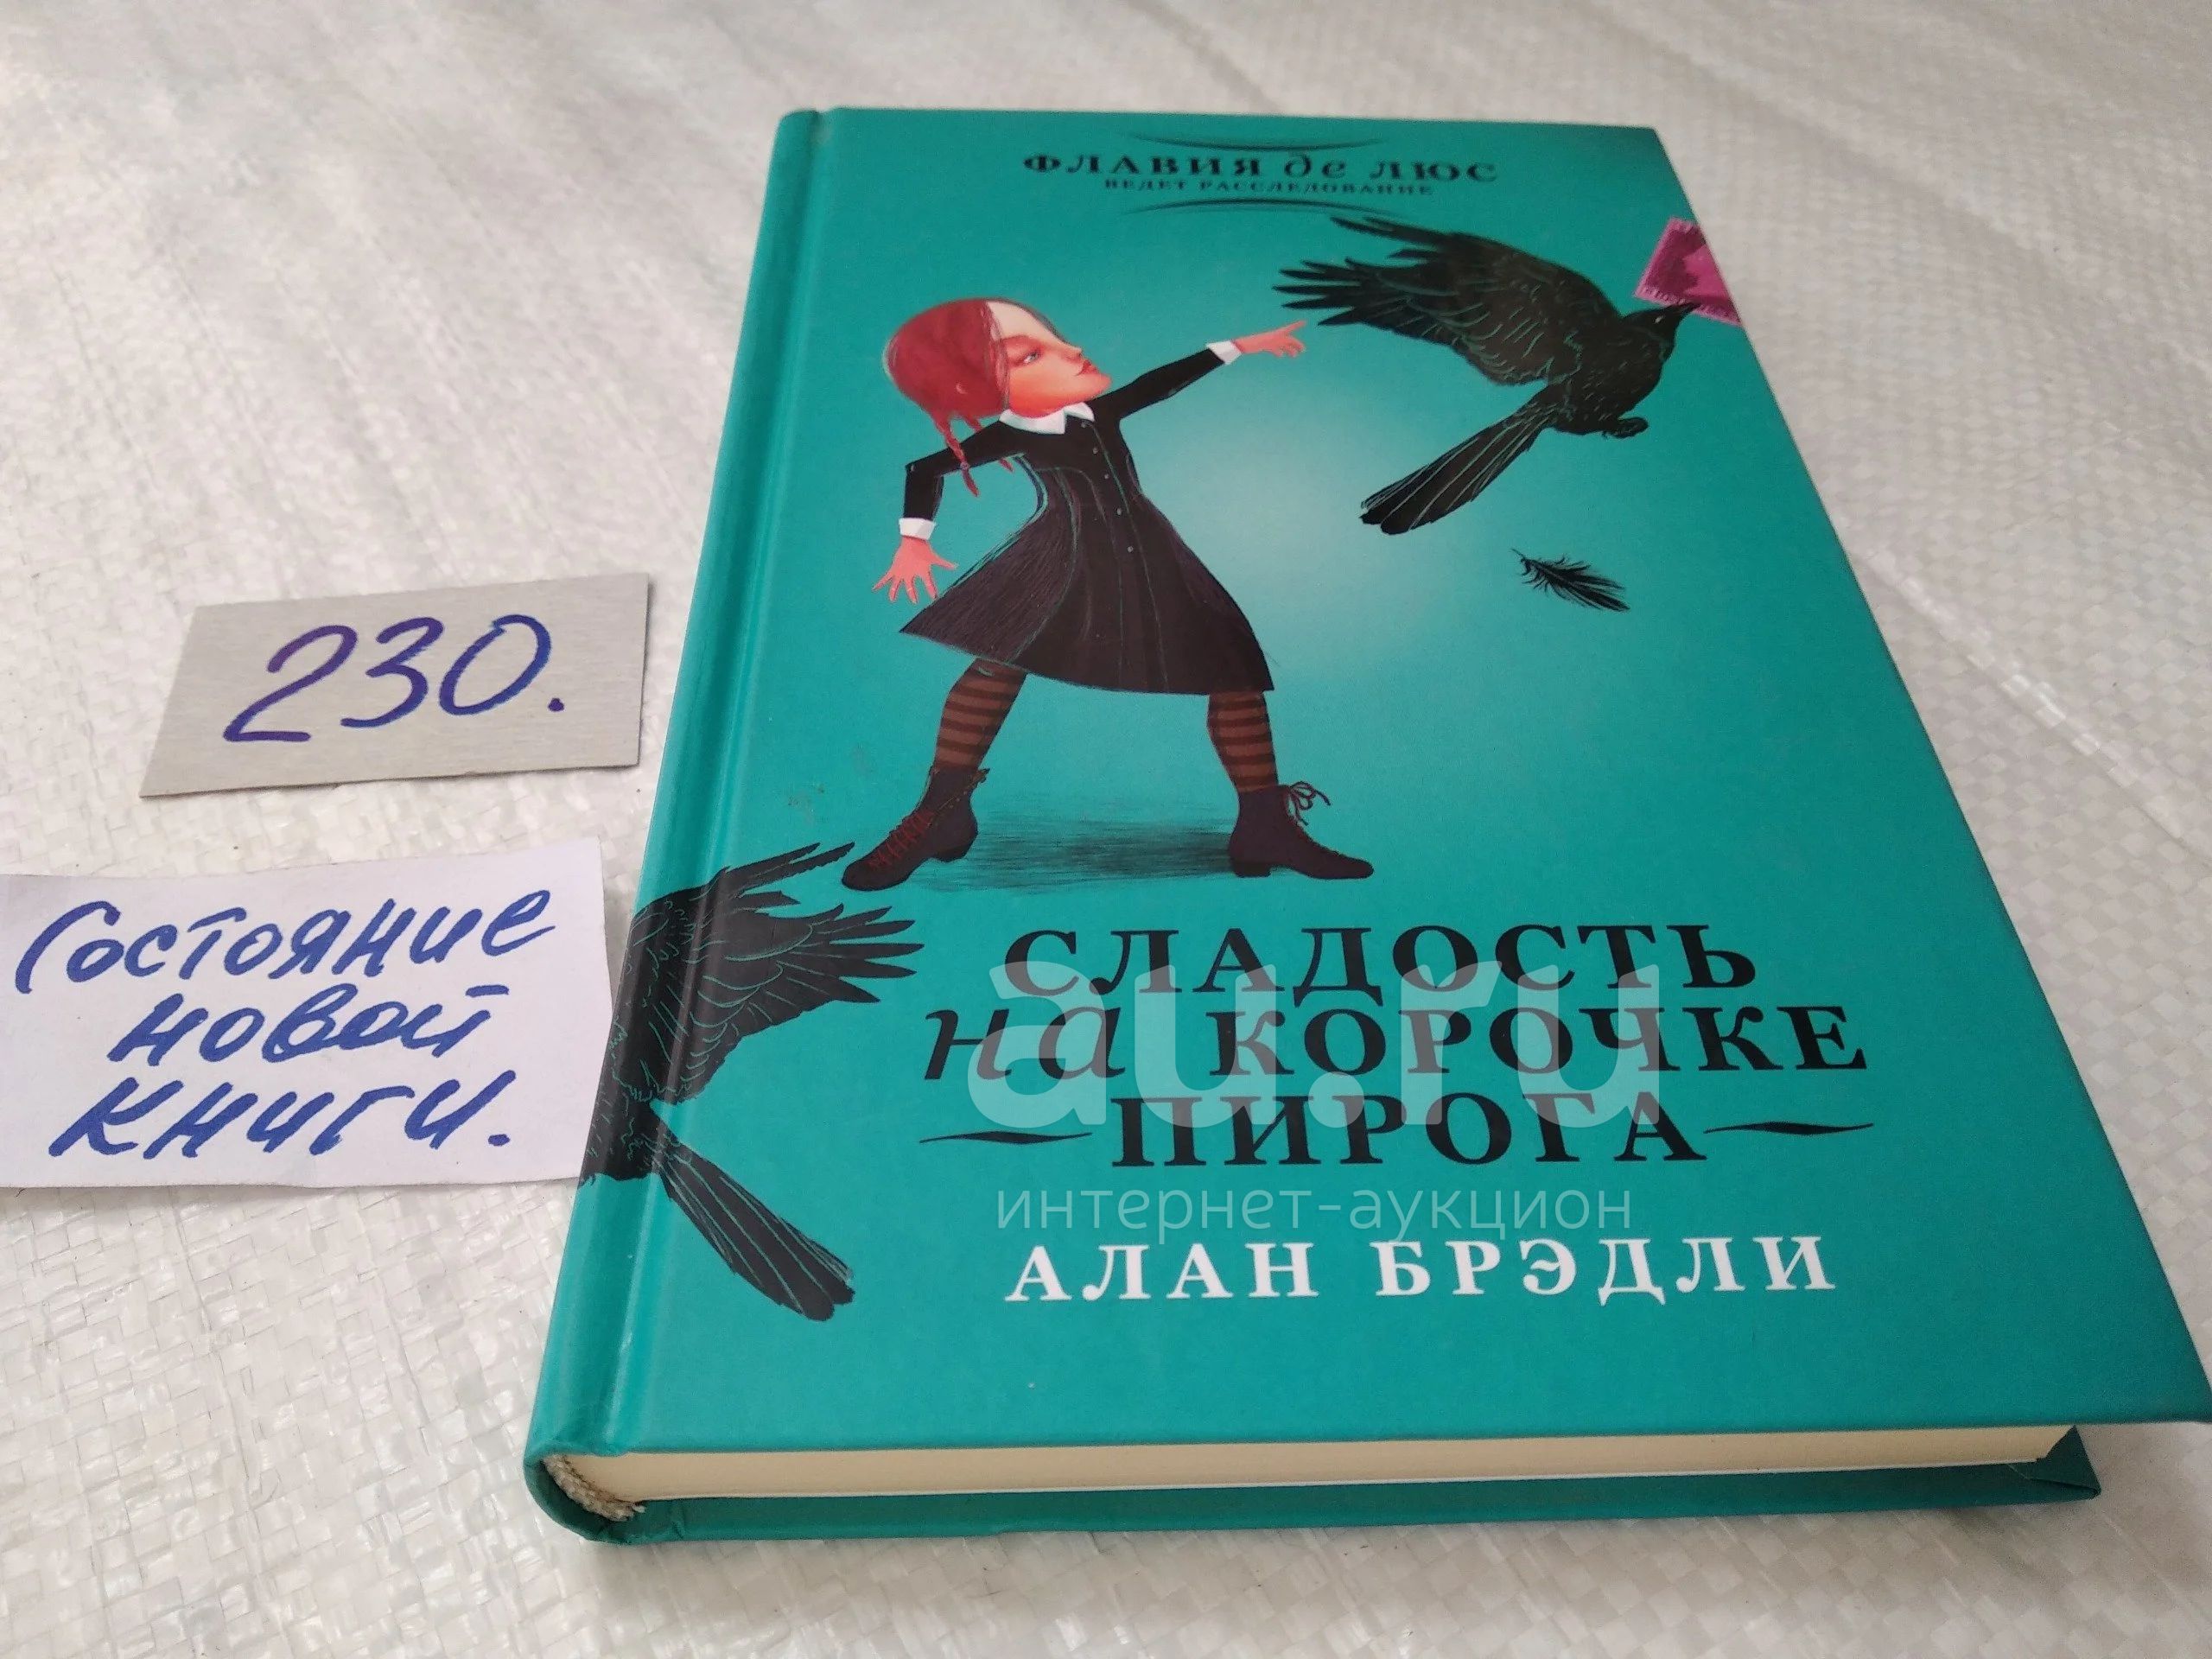 ФЛАВИЯ де ЛЮС
ВЕДЕТ РАССЛЕДОВАНИЕ
230.
Состояние
новой
книги.
СЛАДОСТЬ
на КОРОЧКЕ
ПИРОГА
АЛАН БРЭДЛИ
au.ru
интернет-аукцион